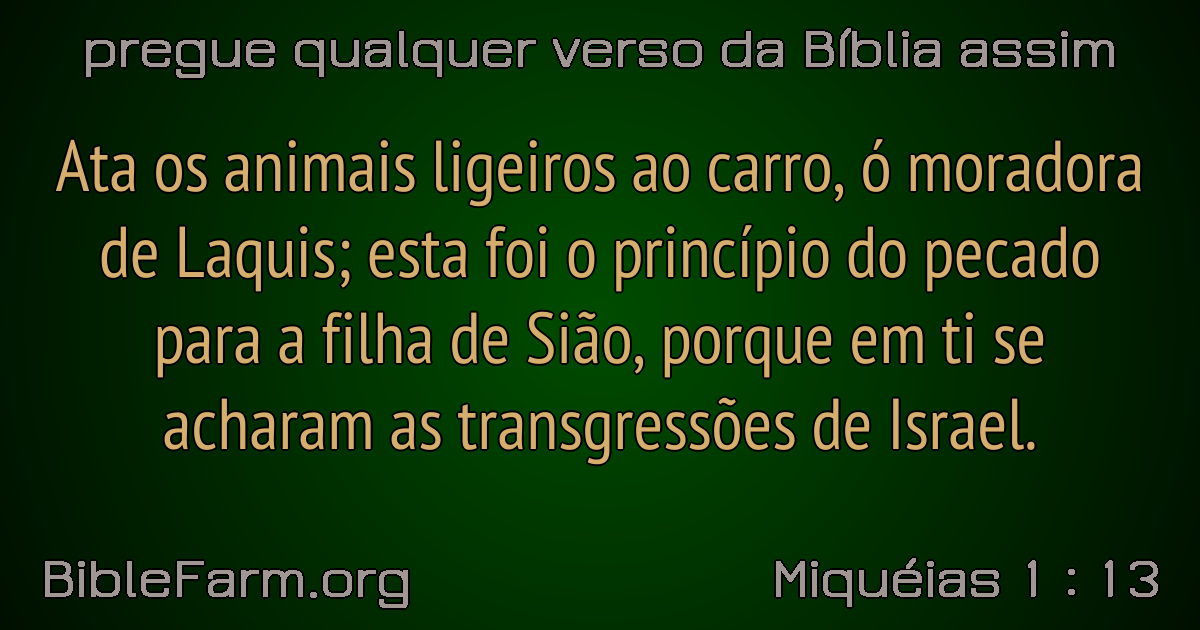 pregue qualquer verso da Bíblia assim
Ata os animais ligeiros ao carro, ó moradora
de Laquis; esta foi o princípio do pecado
para a filha de Sião, porque em ti se
acharam as transgressões de Israel.
BibleFarm.org
Miquéias 1 : 13